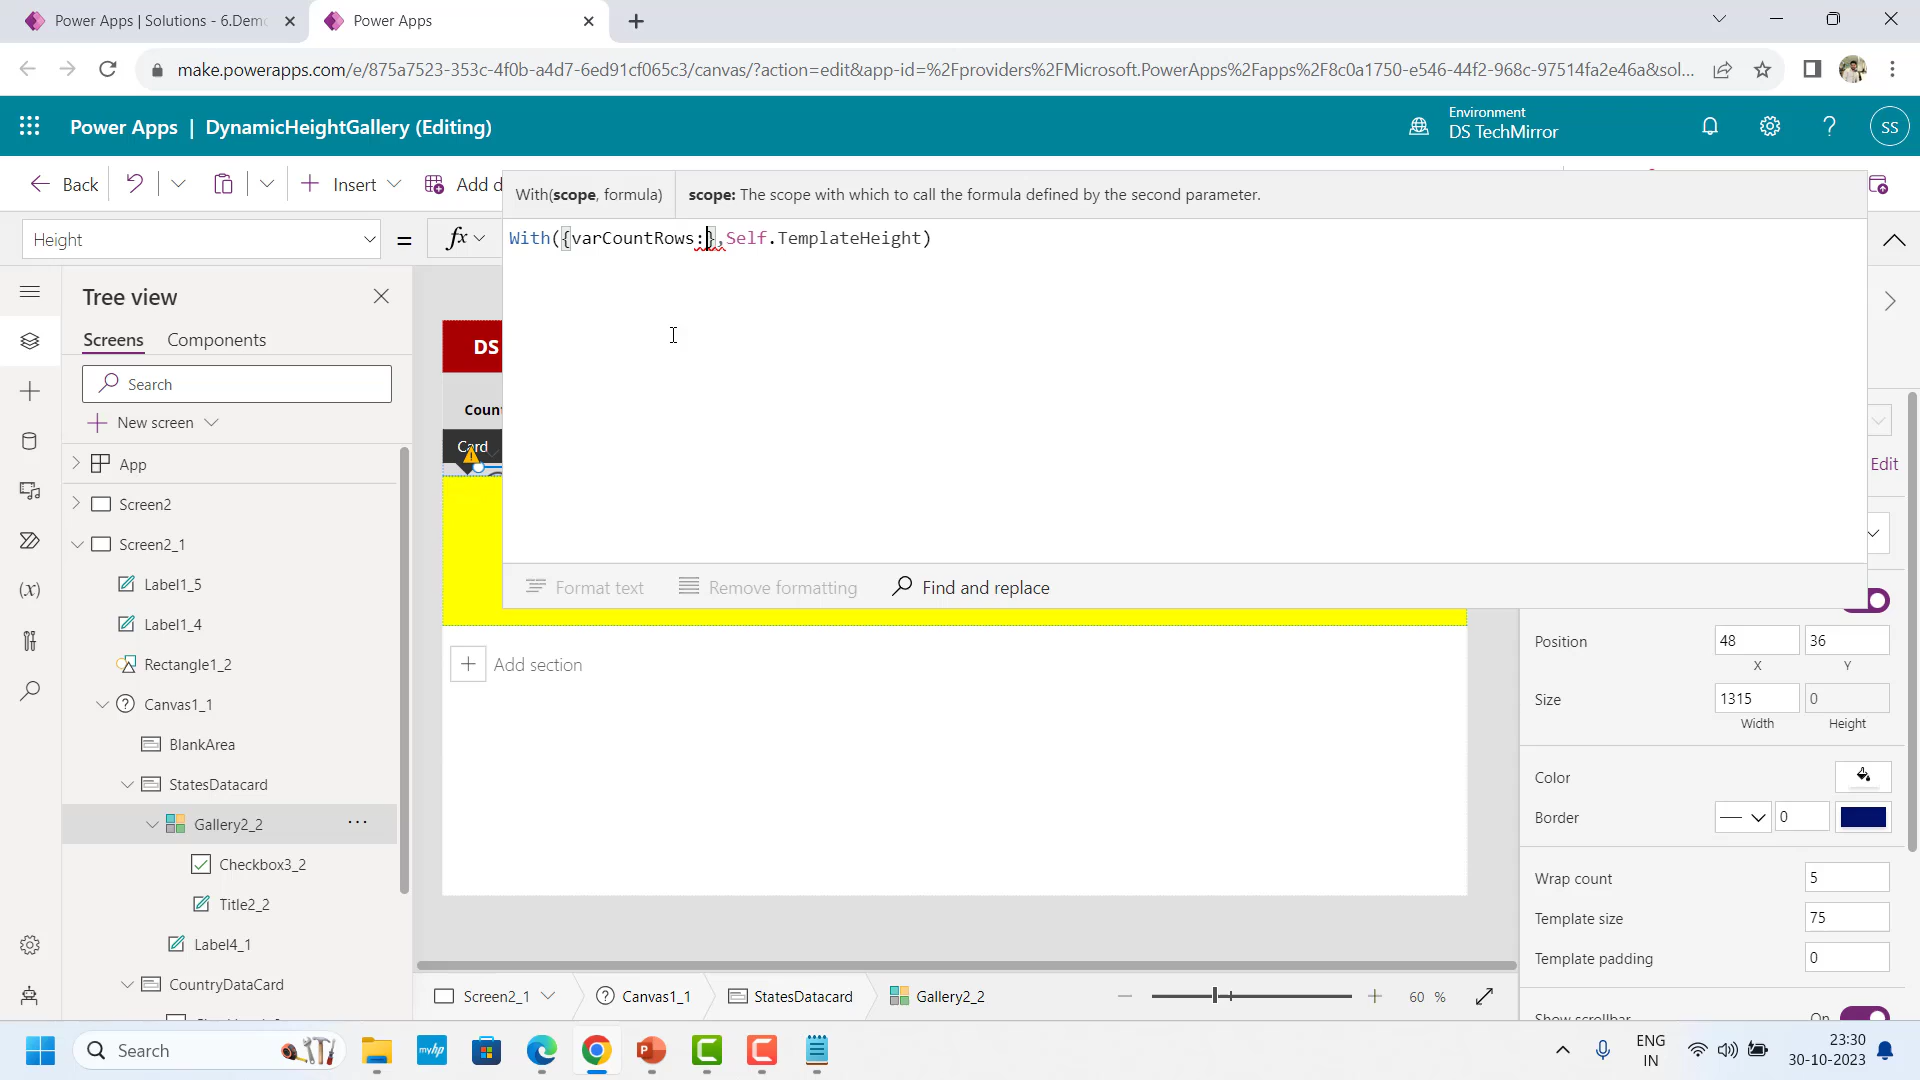 Power Apps | Solutions - 6.Demo
Power Apps
make.powerapps.com/e/875a7523-353c-4f0b-a4d7-6ed91cf065c3/canvas/?action=edit&app-id=%2Fproviders%2FMicrosoft.PowerApps%2Fapps%2F8c0a1750-e546-44f2-968c-97514fa2e46a&sol...
Power Apps | DynamicHeightGallery (Editing)
Environment
DS TechMirror
SS
Back
Insert
Add d
With(scope, formula)
scope: The scope with which to call the formula defined by the second parameter.
Height
=
fx
With({varCountRows:},Self.TemplateHeight)
Tree view
Screens
Components
Search
New screen
App
Screen2
Screen2_1
Label1_5
Label1_4
Rectangle1_2
Canvas1_1
BlankArea
StatesDatacard
Gallery2_2
Checkbox3_2
Title2_2
Label4_1
CountryDataCard
DS
Coun
Card
Format text
Remove formatting
Find and replace
Add section
Edit
Position
48
36
X
Y
Size
1315
0
Width
Height
Color
Border
0
Wrap count
5
Template size
75
Template padding
0
Show scrollbar
On
Screen2_1
Canvas1_1
StatesDatacard
Gallery2_2
60 %
Search
myhp
ENG
IN
23:30
30-10-2023